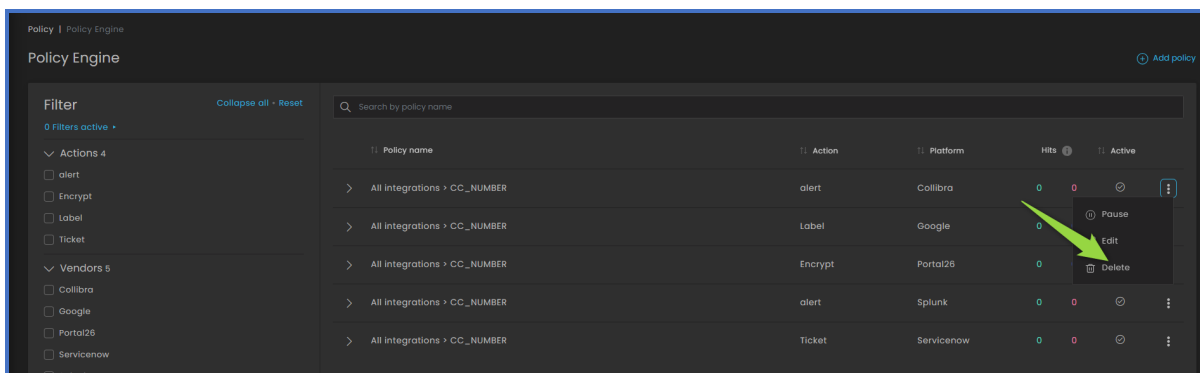 Policy | Policy Engine
Policy Engine
Add policy
Filter
Collapse all • Reset
0 Filters active
Actions 4
alert
Encrypt
Label
Ticket
Vendors 5
Collibra
Google
Portal26
Servicenow
Search by policy name
Policy name Action Platform Hits Active
All integrations > CC_NUMBER alert Collibra 0 0
All integrations > CC_NUMBER Label Google 0
All integrations > CC_NUMBER Encrypt Portal26 0
All integrations > CC_NUMBER alert Splunk 0 0
All integrations > CC_NUMBER Ticket Servicenow 0 0
Pause
Edit
Delete